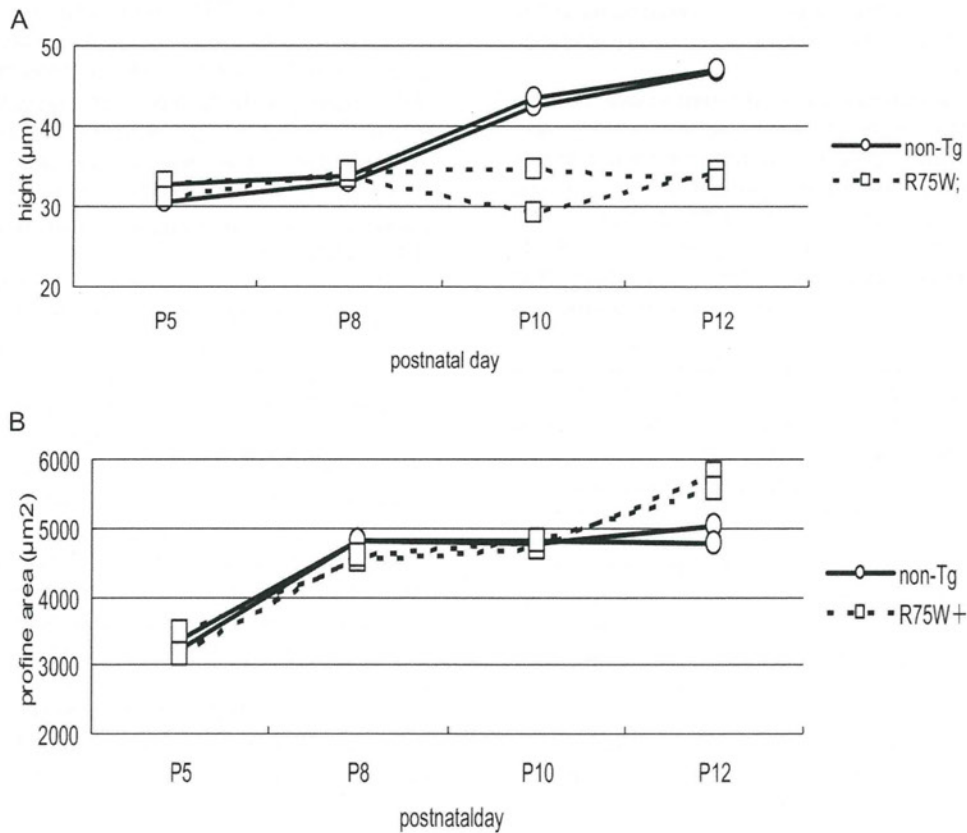 A
50
40
30
20
hight (μm)
P5 P8 P10 P12
postnatal day
non-Tg
R75W;
B
6000
5000
4000
3000
2000
profine area (μm2)
P5 P8 P10 P12
postnatalday
non-Tg
R75W+